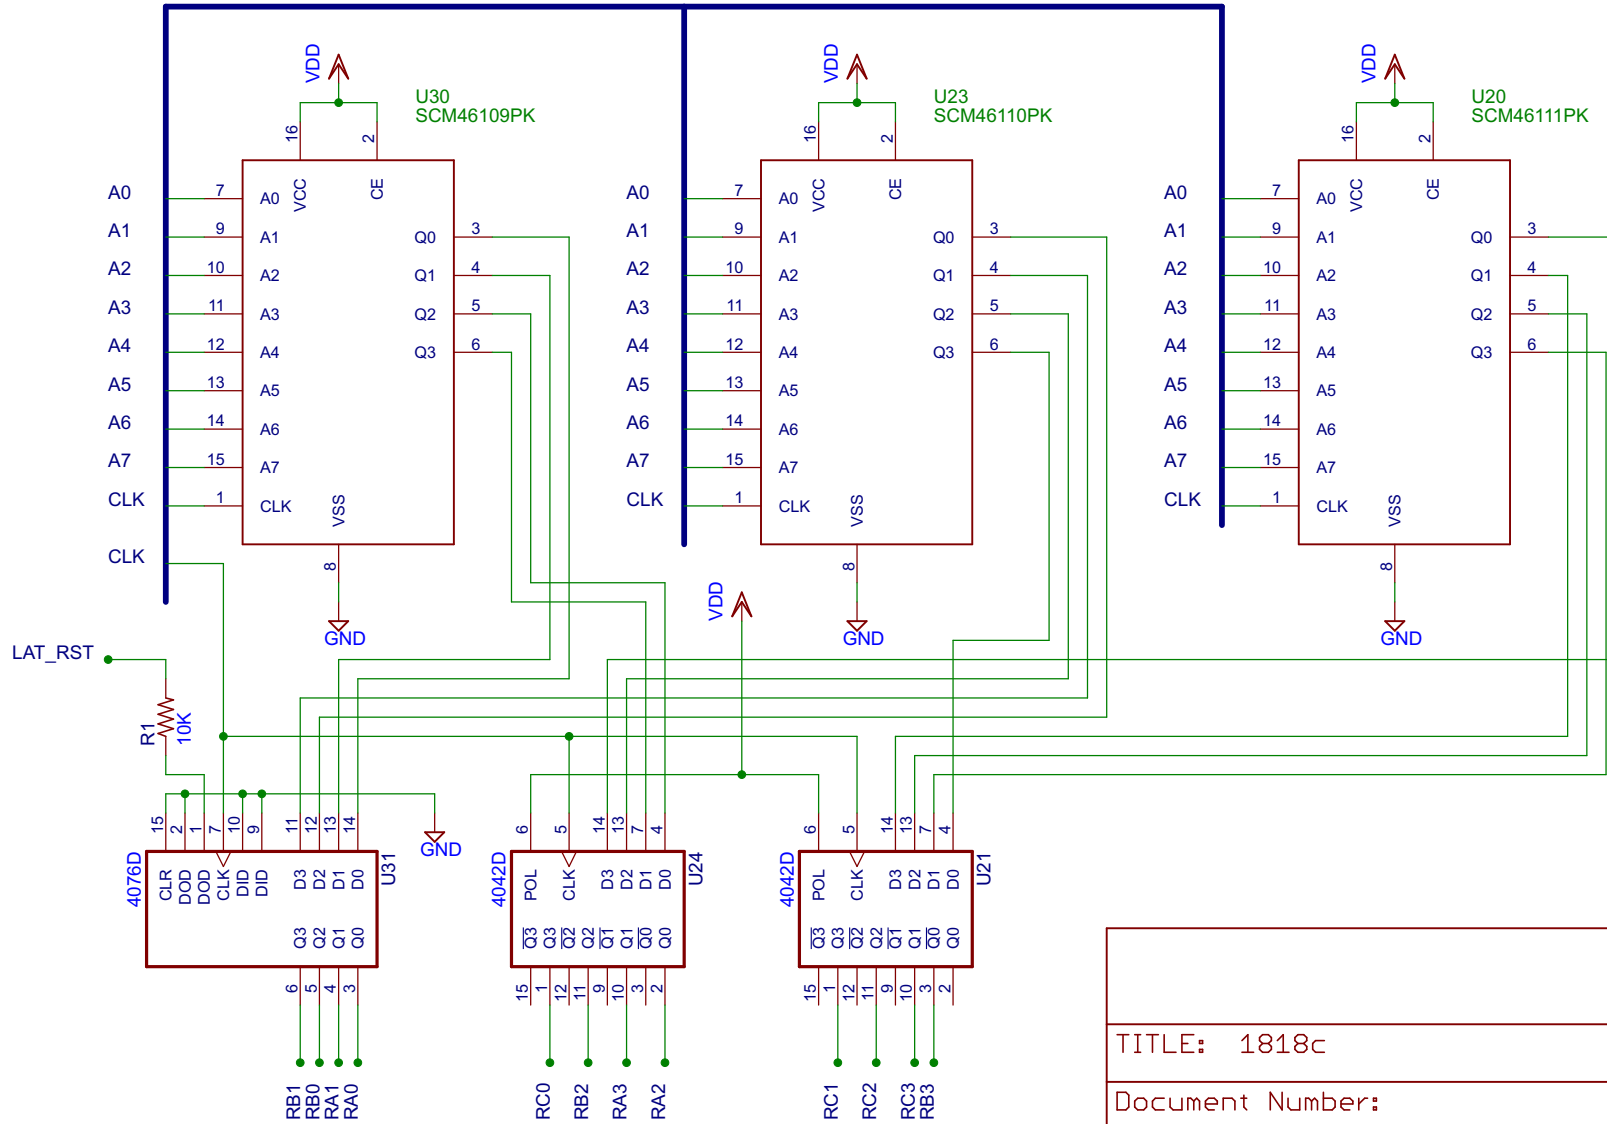 VDD
U30
SCM46109PK
16
2
VCC
CE
A0 7 A0
A1 9 A1 Q0 3
A2 10 A2 Q1 4
A3 11 A3 Q2 5
A4 12 A4 Q3 6
A5 13 A5
A6 14 A6
A7 15 A7
CLK 1 CLK
VSS
8
GND
CLK
VDD
U23
SCM46110PK
16
2
VCC
CE
A0 7 A0
A1 9 A1 Q0 3
A2 10 A2 Q1 4
A3 11 A3 Q2 5
A4 12 A4 Q3 6
A5 13 A5
A6 14 A6
A7 15 A7
CLK 1 CLK
VSS
8
GND
VDD
U20
SCM46111PK
16
2
VCC
CE
A0 7 A0
A1 9 A1 Q0 3
A2 10 A2 Q1 4
A3 11 A3 Q2 5
A4 12 A4 Q3 6
A5 13 A5
A6 14 A6
A7 15 A7
CLK 1 CLK
VSS
8
GND
VDD
LAT_RST
R1
10K
GND
15 2 1 7 10 9 11 12 13 14
4076D
U31
CLR DOD DOD CLK DID DID D3 D2 D1 D0
Q3 Q2 Q1 Q0
6 5 4 3
RB1 RB0 RA1 RA0
6 5 14 13 7 4
4042D
U24
POL CLK D3 D2 D1 D0
Q3 Q3 Q2 Q2 Q1 Q1 Q0 Q0
15 1 12 11 9 10 3 2
RC0 RB2 RA3 RA2
6 5 14 13 7 4
4042D
U21
POL CLK D3 D2 D1 D0
Q3 Q3 Q2 Q2 Q1 Q1 Q0 Q0
15 1 12 11 9 10 3 2
RC1 RC2 RC3 RB3
TITLE: 1818c
Document Number: